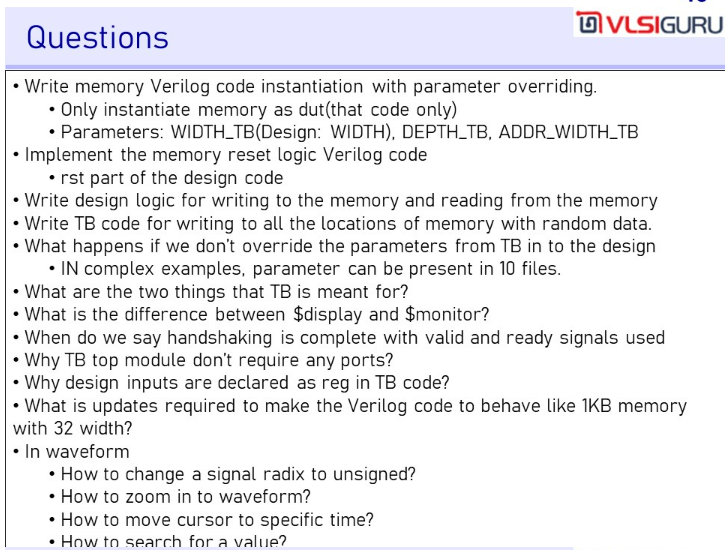 VLSIGURU
Questions
• Write memory Verilog code instantiation with parameter overriding.
• Only instantiate memory as dut(that code only)
• Parameters: WIDTH_TB(Design: WIDTH), DEPTH_TB, ADDR_WIDTH_TB
• Implement the memory reset logic Verilog code
• rst part of the design code
• Write design logic for writing to the memory and reading from the memory
• Write TB code for writing to all the locations of memory with random data.
• What happens if we don't override the parameters from TB in to the design
• IN complex examples, parameter can be present in 10 files.
• What are the two things that TB is meant for?
• What is the difference between $display and $monitor?
• When do we say handshaking is complete with valid and ready signals used
• Why TB top module don't require any ports?
• Why design inputs are declared as reg in TB code?
• What is updates required to make the Verilog code to behave like 1KB memory
with 32 width?
• In waveform
• How to change a signal radix to unsigned?
• How to zoom in to waveform?
• How to move cursor to specific time?
• How to search for a value?